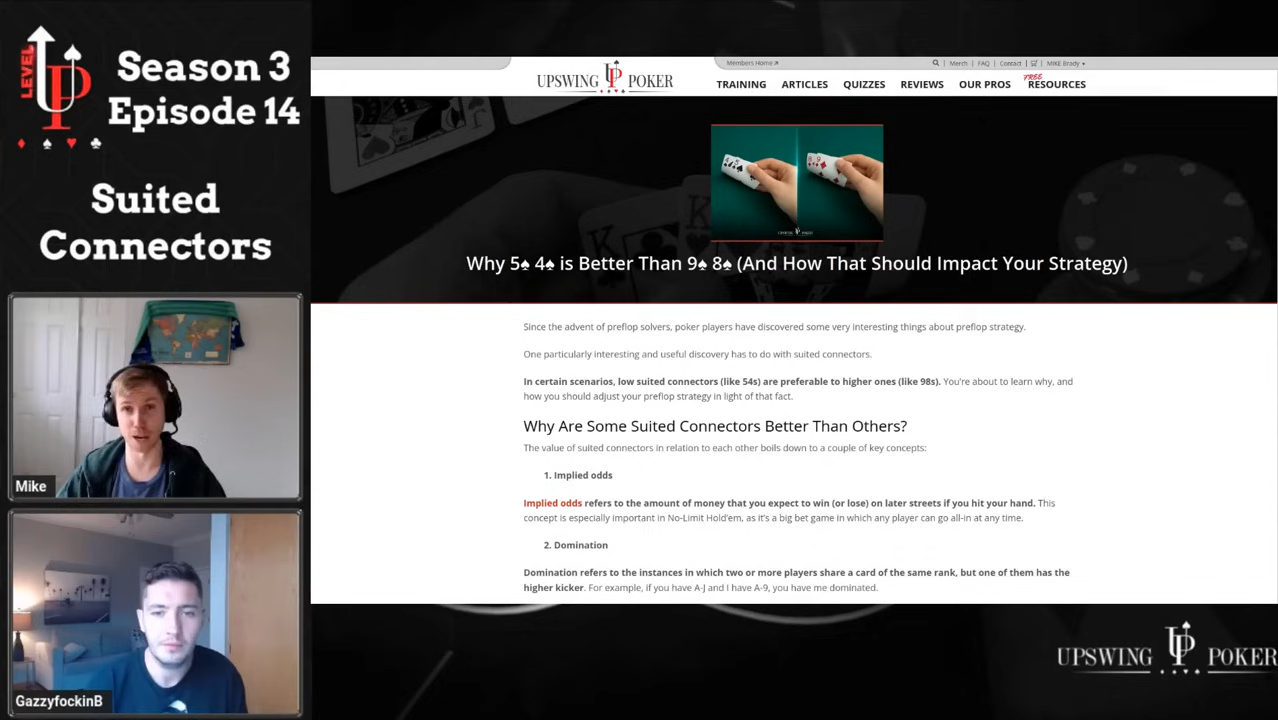 LEVEL
UP
Season 3
Episode 14
Suited
Connectors
Mike
GazzyfockinB
Members Home
Merch | FAQ | Contact | MIKE Brady
UPSWING UP POKER
TRAINING ARTICLES QUIZZES REVIEWS OUR PROS FREE RESOURCES
Why 5♠ 4♠ is Better Than 9♠ 8♠ (And How That Should Impact Your Strategy)
Since the advent of preflop solvers, poker players have discovered some very interesting things about preflop strategy.
One particularly interesting and useful discovery has to do with suited connectors.
In certain scenarios, low suited connectors (like 54s) are preferable to higher ones (like 98s). You're about to learn why, and
how you should adjust your preflop strategy in light of that fact.
Why Are Some Suited Connectors Better Than Others?
The value of suited connectors in relation to each other boils down to a couple of key concepts:
1. Implied odds
Implied odds refers to the amount of money that you expect to win (or lose) on later streets if you hit your hand. This
concept is especially important in No-Limit Hold'em, as it's a big bet game in which any player can go all-in at any time.
2. Domination
Domination refers to the instances in which two or more players share a card of the same rank, but one of them has the
higher kicker. For example, if you have A-J and I have A-9, you have me dominated.
UPSWING UP POKER